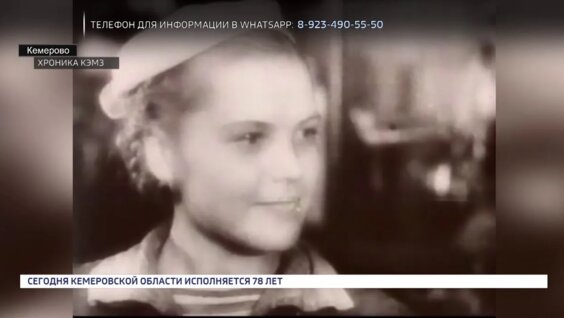 ТЕЛЕФОН ДЛЯ ИНФОРМАЦИИ В WHATSAPP: 8-923-490-55-50
Кемерово
ХРОНИКА КЭМЗ
СЕГОДНЯ КЕМЕРОВСКОЙ ОБЛАСТИ ИСПОЛНЯЕТСЯ 78 ЛЕТ